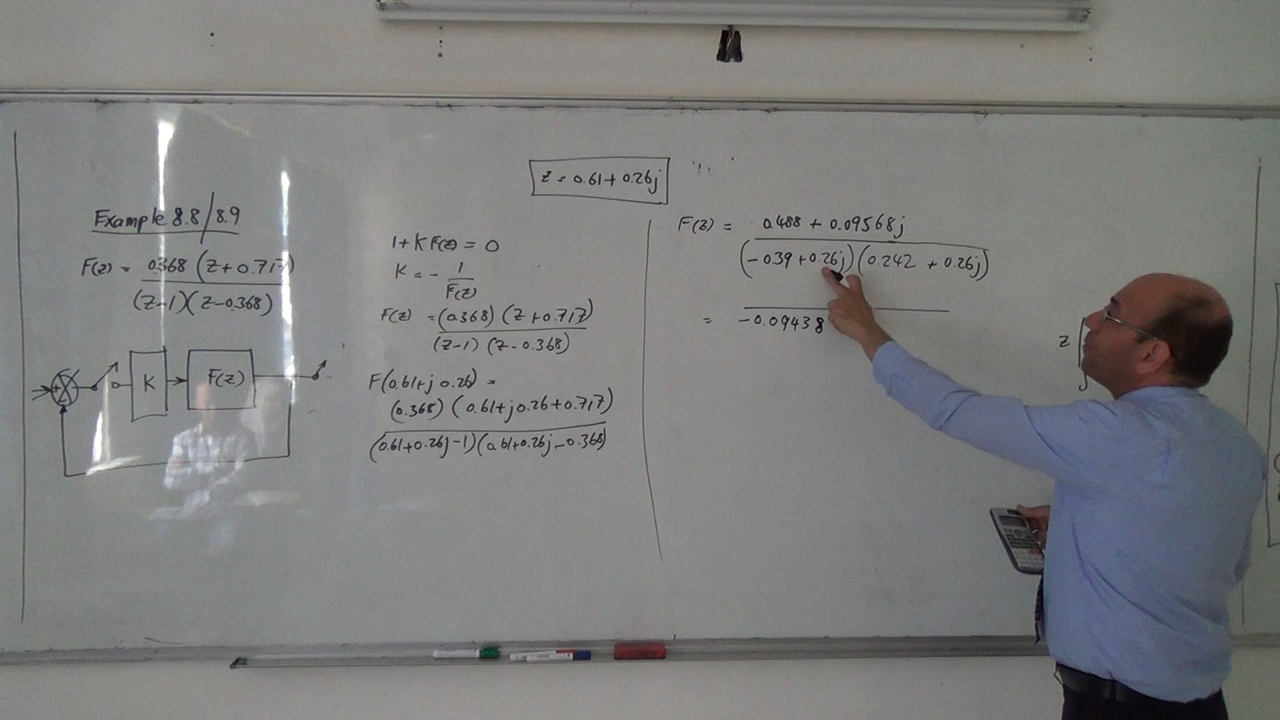 z = 0.61 + 0.26j
Example 8.8/8.9
F(z) = 0.368 (z + 0.717)
(z-1)(z-0.368)
K
F(z)
1 + K F(z) = 0
K = - 1
F(z)
F(z) = (0.368) (z + 0.717)
(z-1) (z-0.368)
F(0.61 + j 0.26) =
(0.368) (0.61 + j0.26 + 0.717)
(0.61 + 0.26j - 1)(0.61 + 0.26j - 0.368)
F(z) = 0.488 + 0.09568j
(-0.39 + 0.26j)(0.242 + 0.26j)
=
-0.09438
z